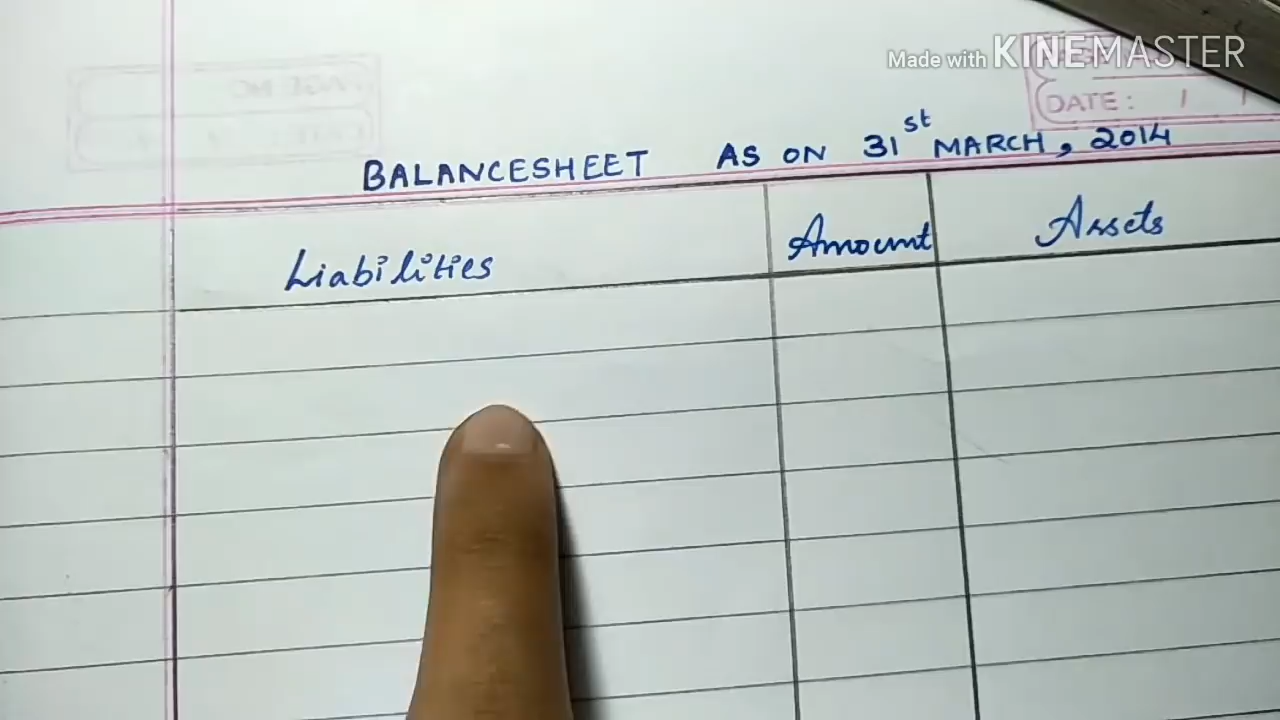 Made with KINEMASTER
DATE : / /
BALANCESHEET AS ON 31st MARCH, 2014
Liabilities Amount Assets